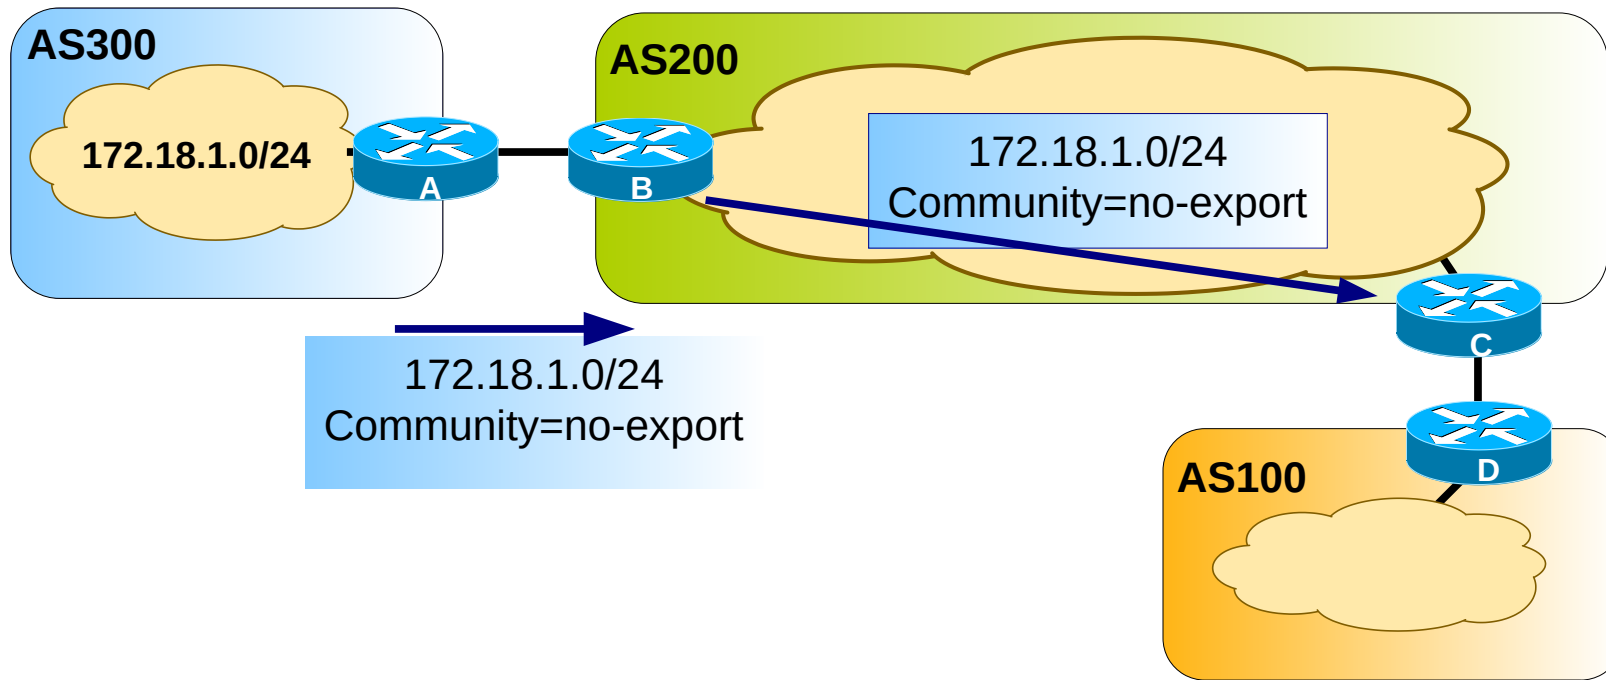 AS300
AS200
172.18.1.0/24
A
B
172.18.1.0/24
Community=no-export
172.18.1.0/24
Community=no-export
C
D
AS100